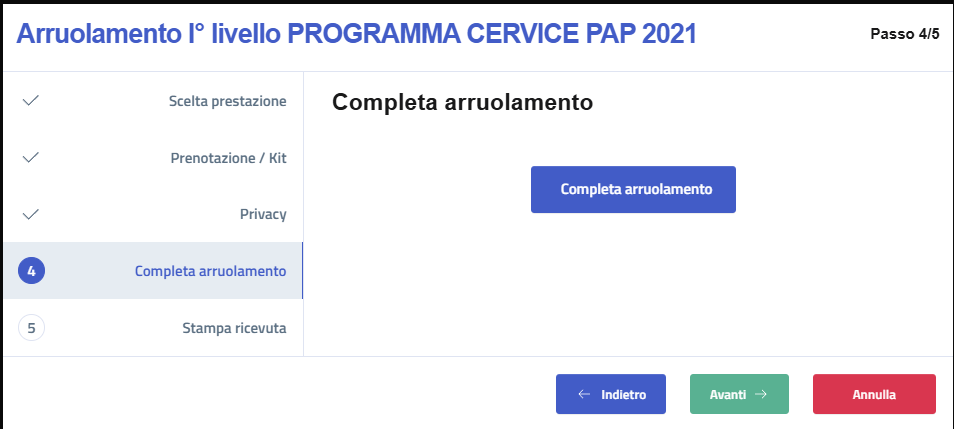 Arruolamento I° livello PROGRAMMA CERVICE PAP 2021
Passo 4/5
Scelta prestazione
Prenotazione / Kit
Privacy
4 Completa arruolamento
5 Stampa ricevuta
Completa arruolamento
Completa arruolamento
← Indietro
Avanti →
Annulla